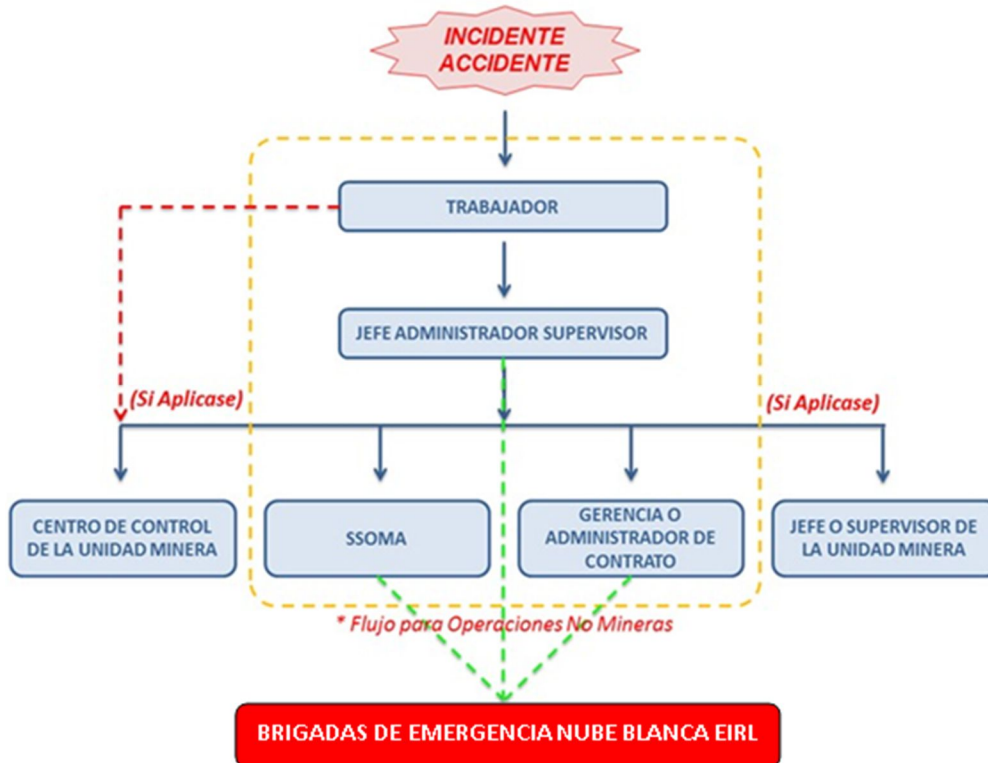 INCIDENTE
ACCIDENTE
TRABAJADOR
JEFE ADMINISTRADOR SUPERVISOR
(Si Aplicase)
(Si Aplicase)
CENTRO DE CONTROL
DE LA UNIDAD MINERA
SSOMA
GERENCIA O
ADMINISTRADOR DE
CONTRATO
JEFE O SUPERVISOR DE
LA UNIDAD MINERA
* Flujo para Operaciones No Mineras
BRIGADAS DE EMERGENCIA NUBE BLANCA EIRL